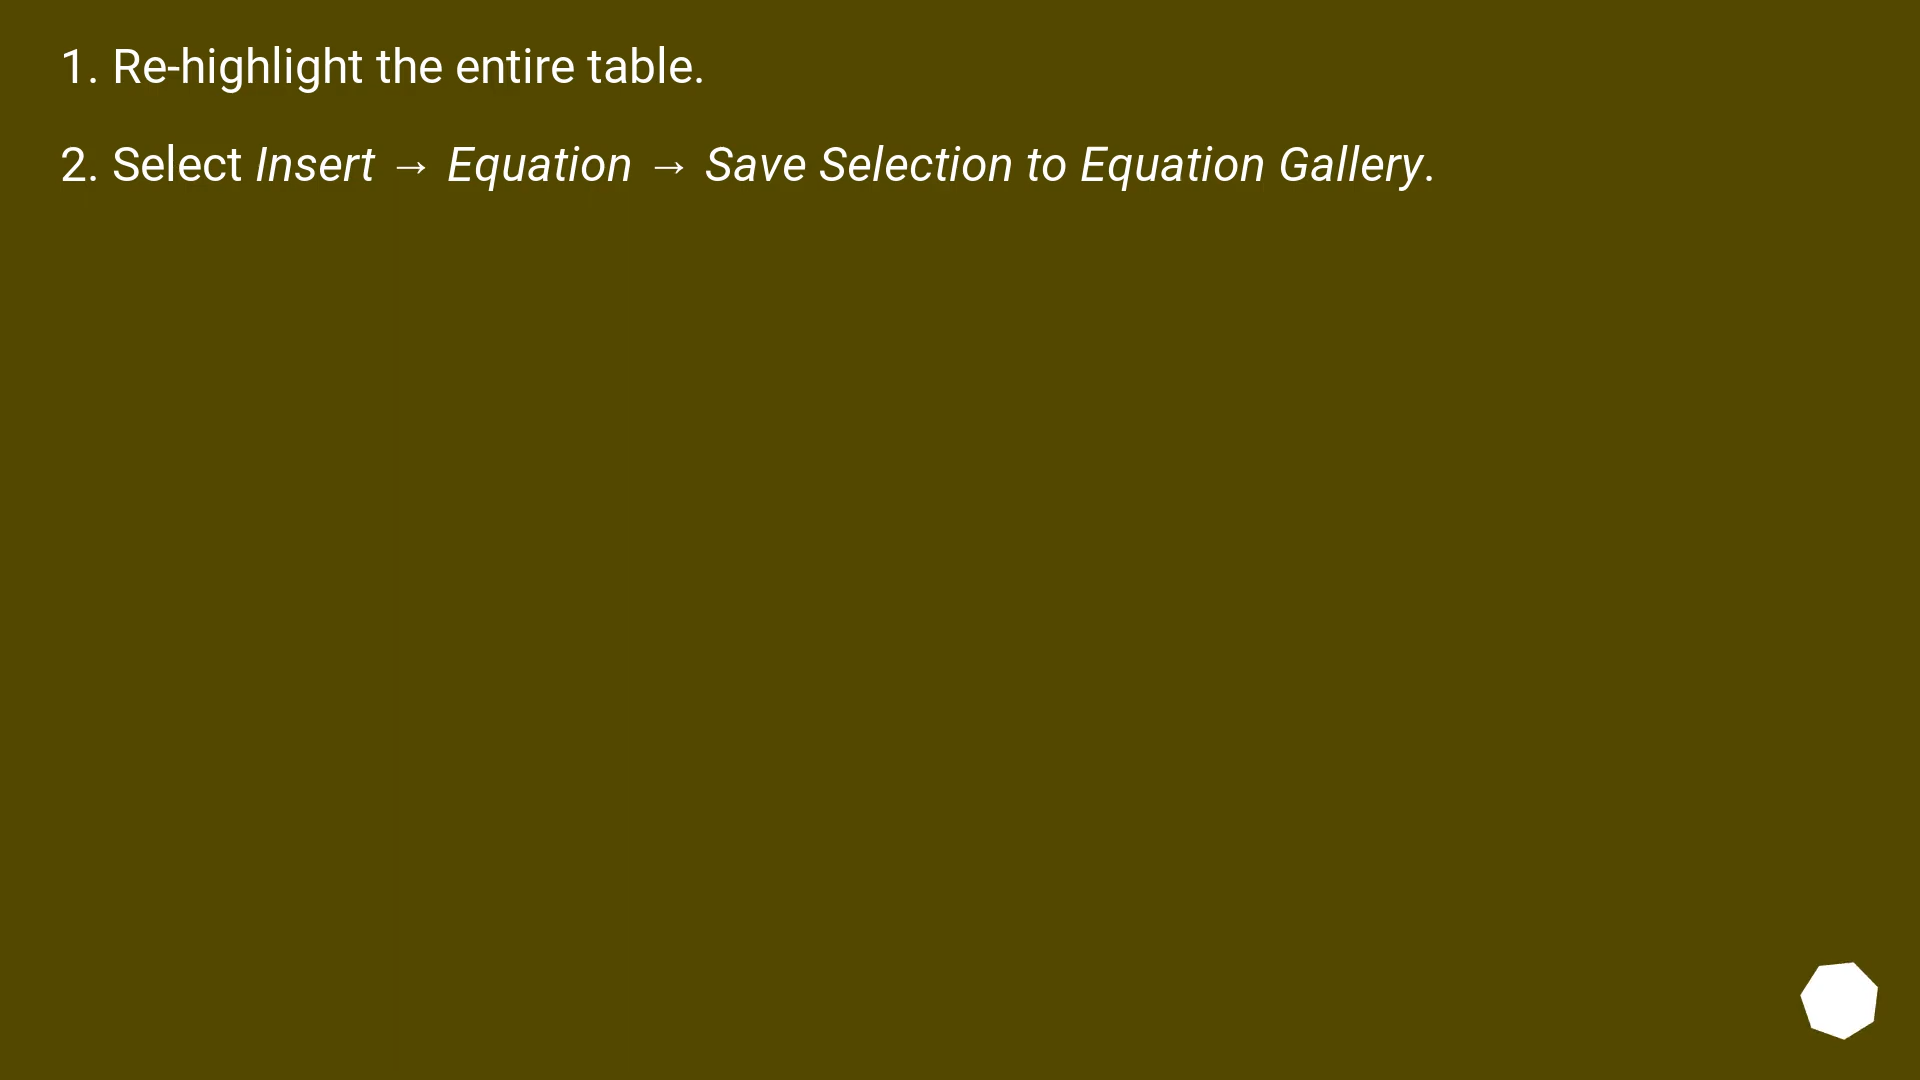 1. Re-highlight the entire table.
2. Select Insert → Equation → Save Selection to Equation Gallery.